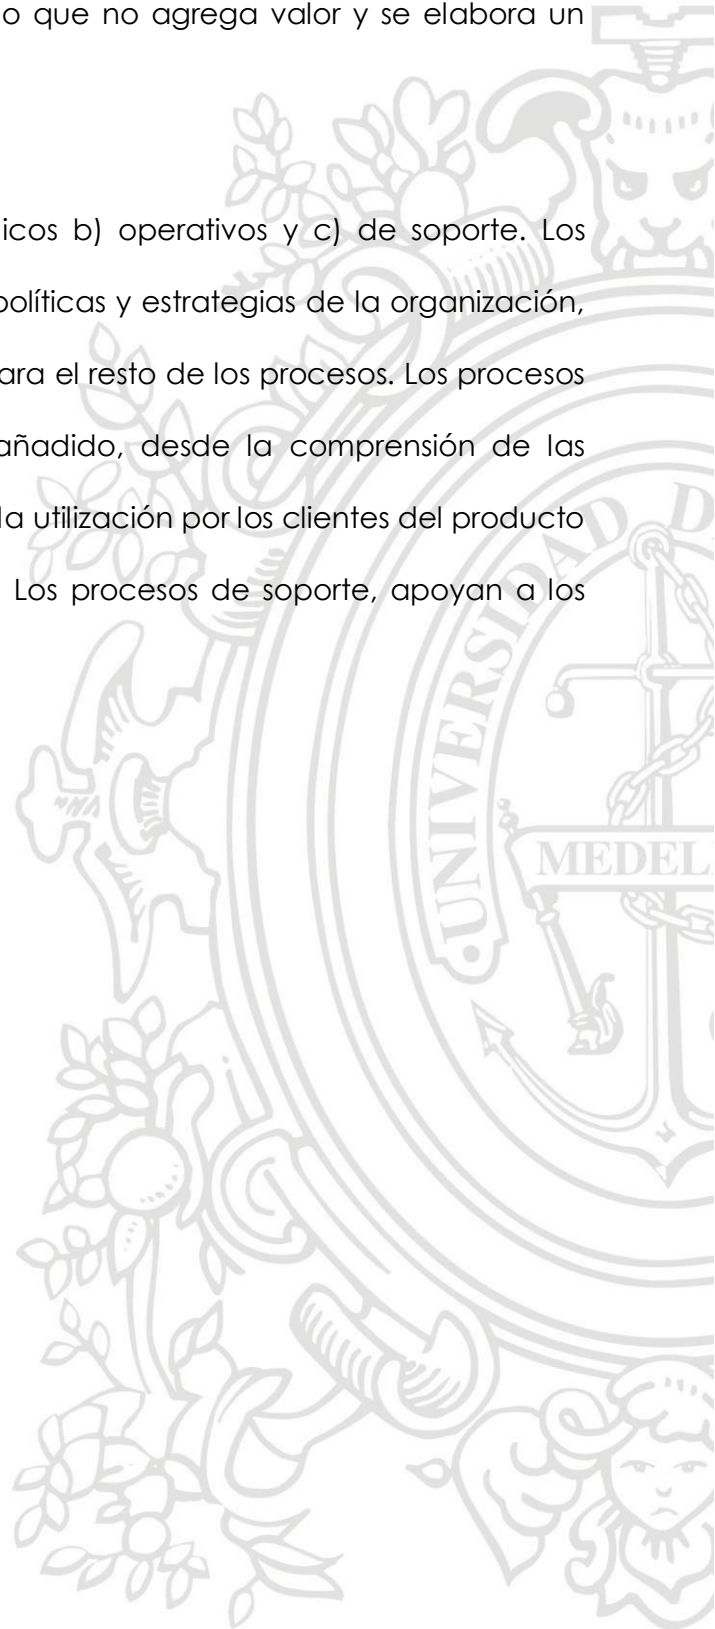 o que no agrega valor y se elabora un
icos b) operativos y c) de soporte. Los
políticas y estrategias de la organización,
ara el resto de los procesos. Los procesos
añadido, desde la comprensión de las
la utilización por los clientes del producto
Los procesos de soporte, apoyan a los
UNIVERSIDAD D
MEDEL